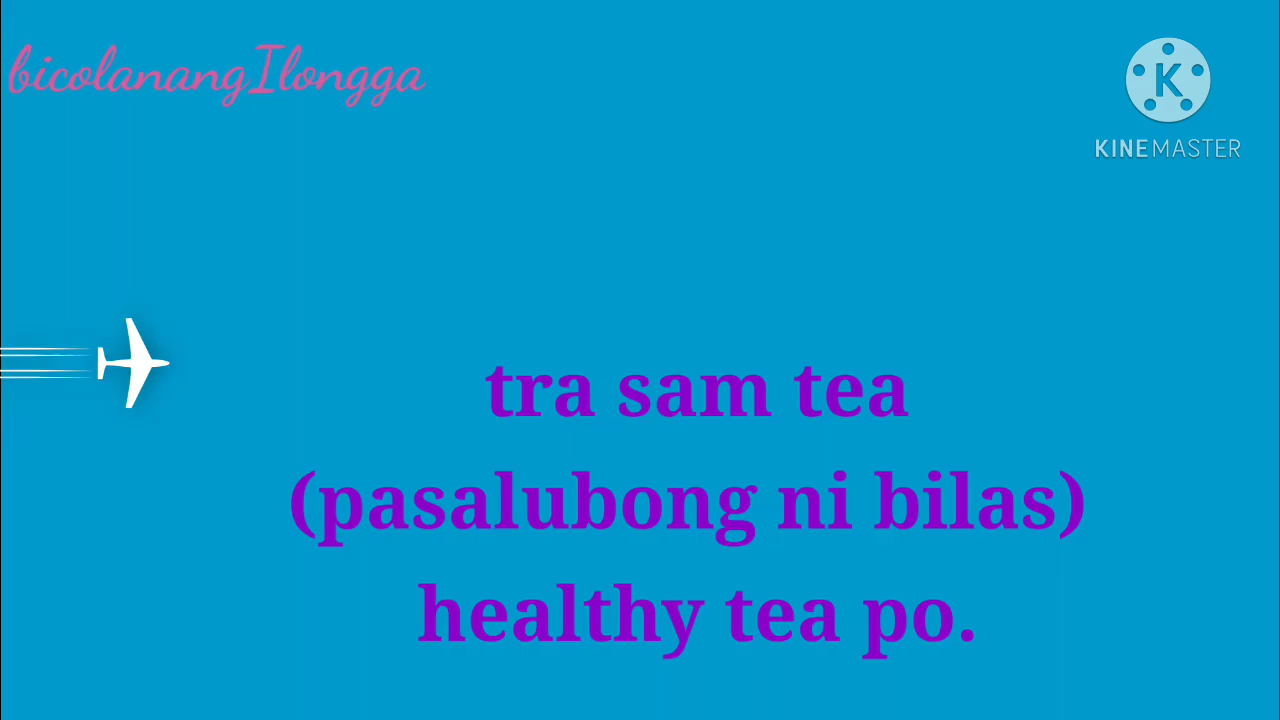 bicolanangIlongga
K
KINEMASTER
tra sam tea
(pasalubong ni bilas)
healthy tea po.